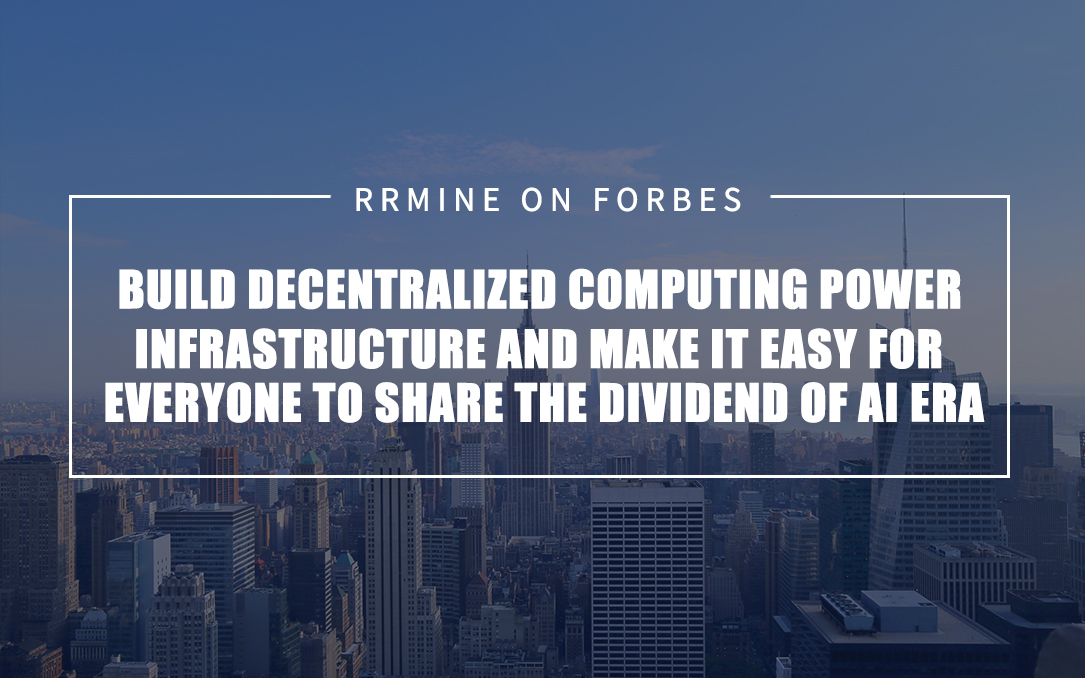 RRMINE ON FORBES
BUILD DECENTRALIZED COMPUTING POWER
INFRASTRUCTURE AND MAKE IT EASY FOR
EVERYONE TO SHARE THE DIVIDEND OF AI ERA